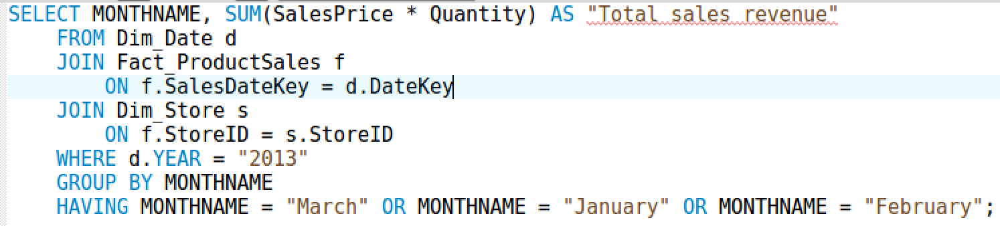 SELECT MONTHNAME, SUM(SalesPrice * Quantity) AS "Total sales revenue"
    FROM Dim_Date d
    JOIN Fact_ProductSales f
        ON f.SalesDateKey = d.DateKey
    JOIN Dim_Store s
        ON f.StoreID = s.StoreID
    WHERE d.YEAR = "2013"
    GROUP BY MONTHNAME
    HAVING MONTHNAME = "March" OR MONTHNAME = "January" OR MONTHNAME = "February";